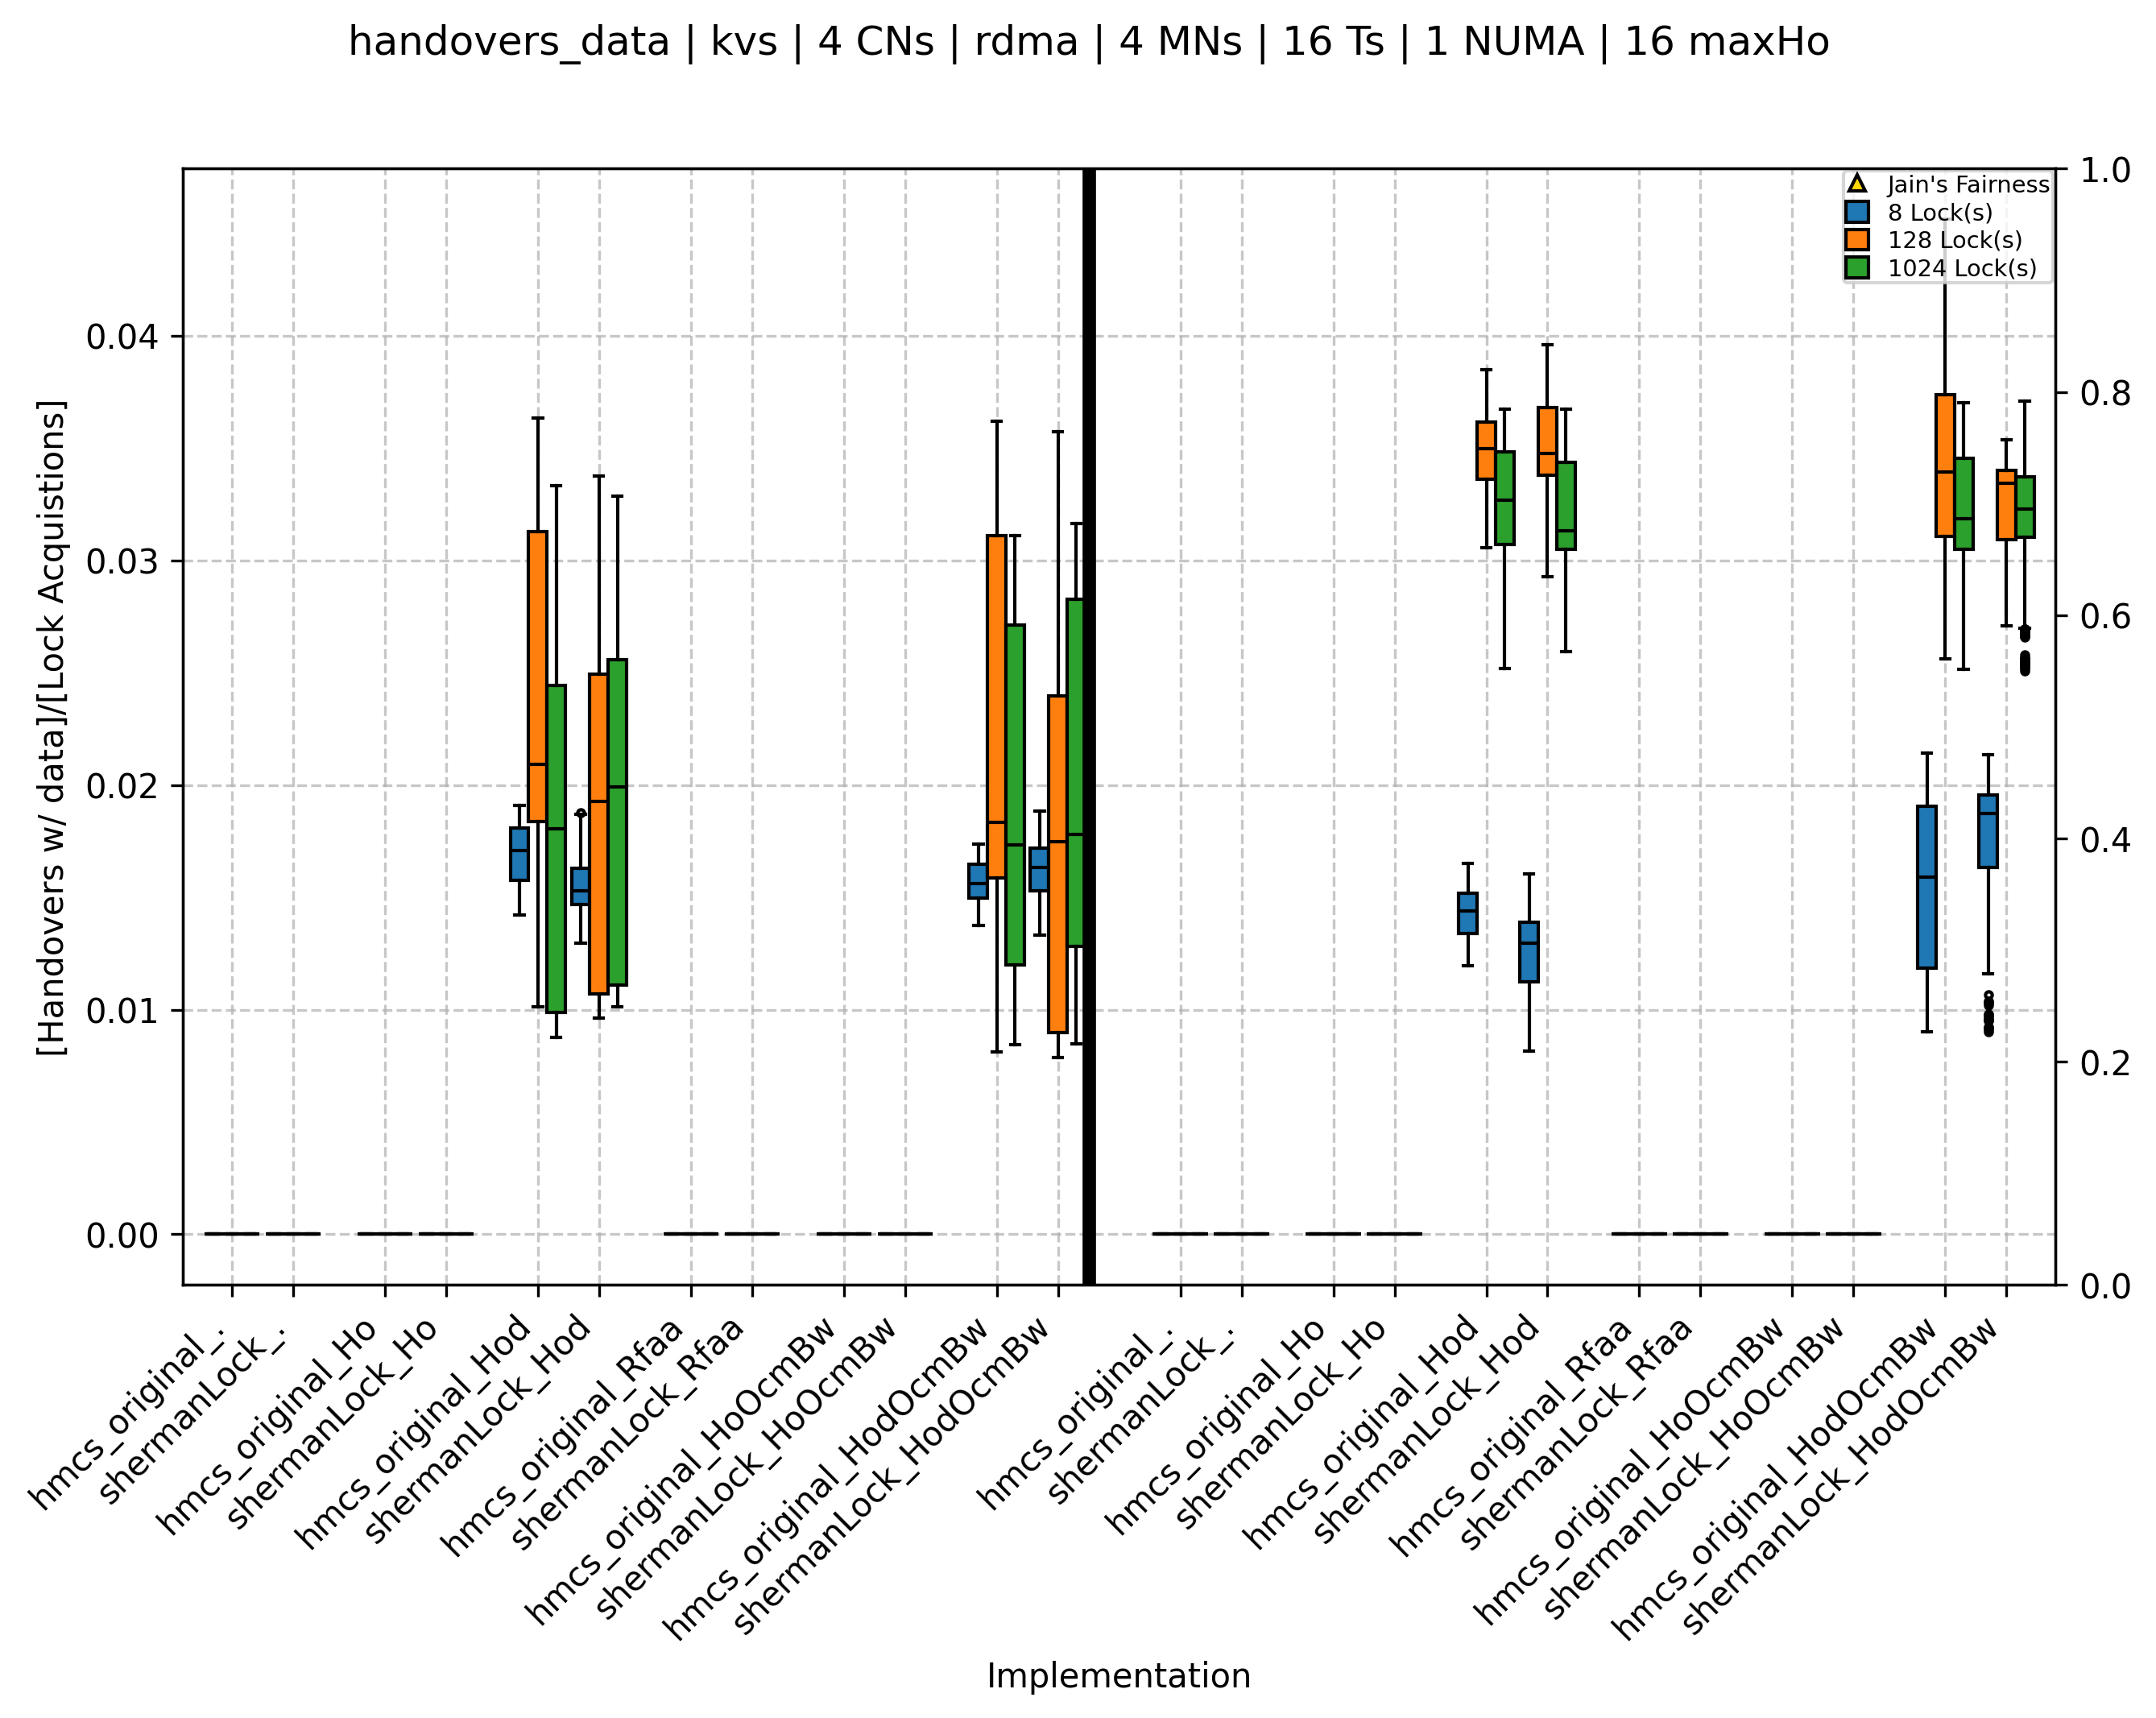 handovers_data | kvs | 4 CNs | rdma | 4 MNs | 16 Ts | 1 NUMA | 16 maxHo
[Handovers w/ data]/[Lock Acquistions]
0.04
0.03
0.02
0.01
0.00
1.0
0.8
0.6
0.4
0.2
0.0
Jain's Fairness
8 Lock(s)
128 Lock(s)
1024 Lock(s)
hmcs_original_.
shermanLock_.
hmcs_original_Ho
shermanLock_Ho
hmcs_original_Hod
shermanLock_Hod
hmcs_original_Rfaa
shermanLock_Rfaa
hmcs_original_HoOcmBw
shermanLock_HoOcmBw
hmcs_original_HodOcmBw
shermanLock_HodOcmBw
hmcs_original_.
shermanLock_.
hmcs_original_Ho
shermanLock_Ho
hmcs_original_Hod
shermanLock_Hod
hmcs_original_Rfaa
shermanLock_Rfaa
hmcs_original_HoOcmBw
shermanLock_HoOcmBw
hmcs_original_HodOcmBw
shermanLock_HodOcmBw
Implementation